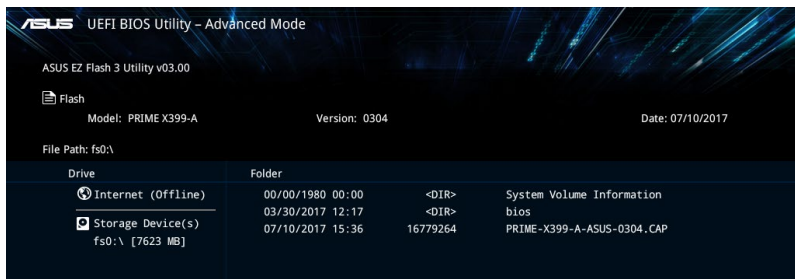 ASUS UEFI BIOS Utility – Advanced Mode
ASUS EZ Flash 3 Utility v03.00
Flash
Model: PRIME X399-A Version: 0304 Date: 07/10/2017
File Path: fs0:\
Drive Folder
Internet (Offline) 00/00/1980 00:00 <DIR> System Volume Information
03/30/2017 12:17 <DIR> bios
Storage Device(s) 07/10/2017 15:36 16779264 PRIME-X399-A-ASUS-0304.CAP
fs0:\ [7623 MB]